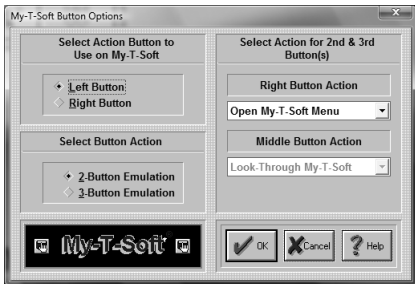 My-T-Soft Button Options
Select Action Button to
Use on My-T-Soft
Left Button
Right Button
Select Button Action
2-Button Emulation
3-Button Emulation
My-T-Soft
Select Action for 2nd & 3rd
Button(s)
Right Button Action
Open My-T-Soft Menu
Middle Button Action
Look-Through My-T-Soft
OK
Cancel
Help